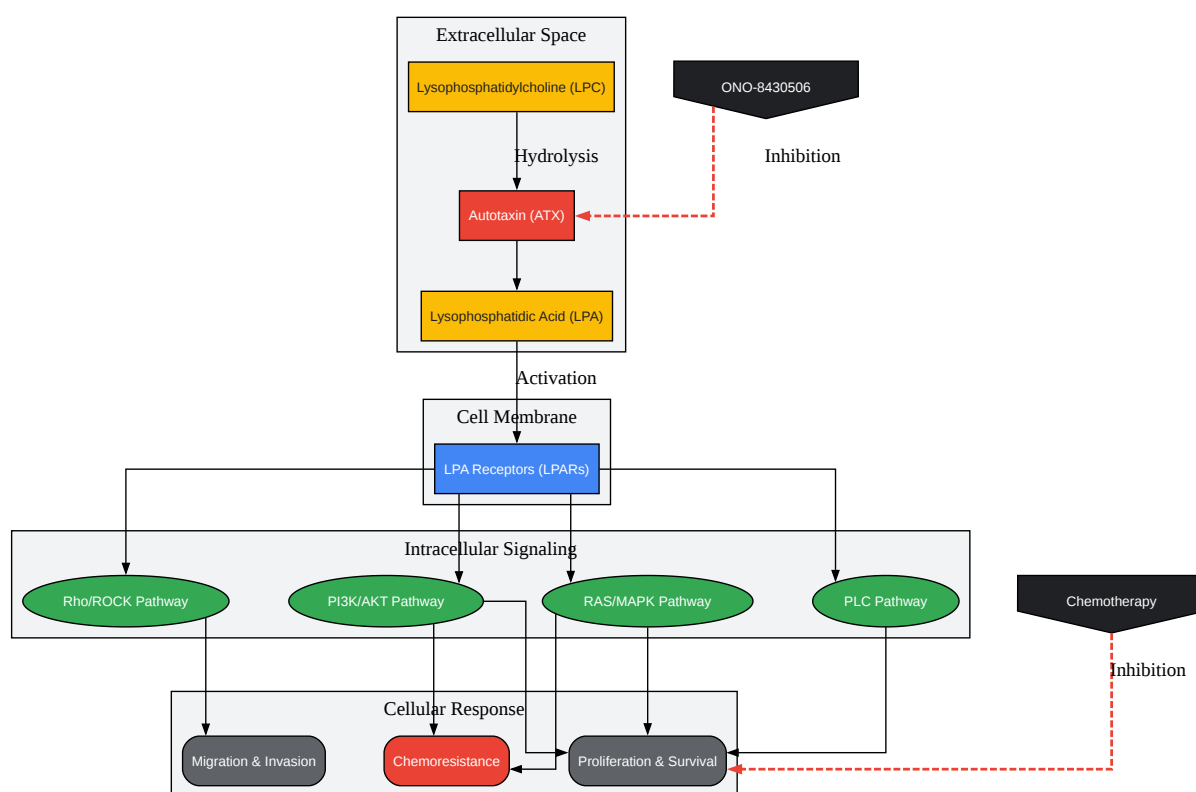 Extracellular Space
Lysophosphatidylcholine (LPC)
ONO-8430506
Hydrolysis
Inhibition
Autotaxin (ATX)
Lysophosphatidic Acid (LPA)
Activation
Cell Membrane
LPA Receptors (LPARs)
Intracellular Signaling
Rho/ROCK Pathway
PI3K/AKT Pathway
RAS/MAPK Pathway
PLC Pathway
Chemotherapy
Inhibition
Cellular Response
Migration & Invasion
Chemoresistance
Proliferation & Survival